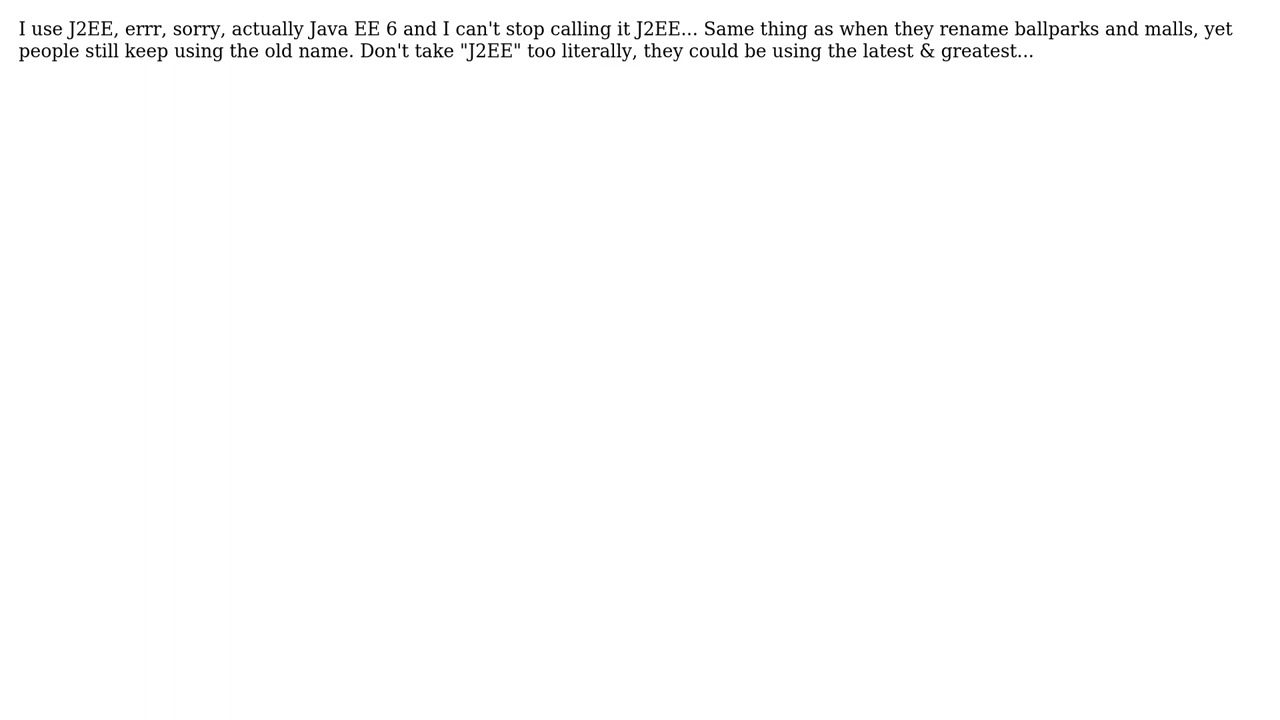 I use J2EE, errr, sorry, actually Java EE 6 and I can't stop calling it J2EE... Same thing as when they rename ballparks and malls, yet
people still keep using the old name. Don't take "J2EE" too literally, they could be using the latest & greatest...